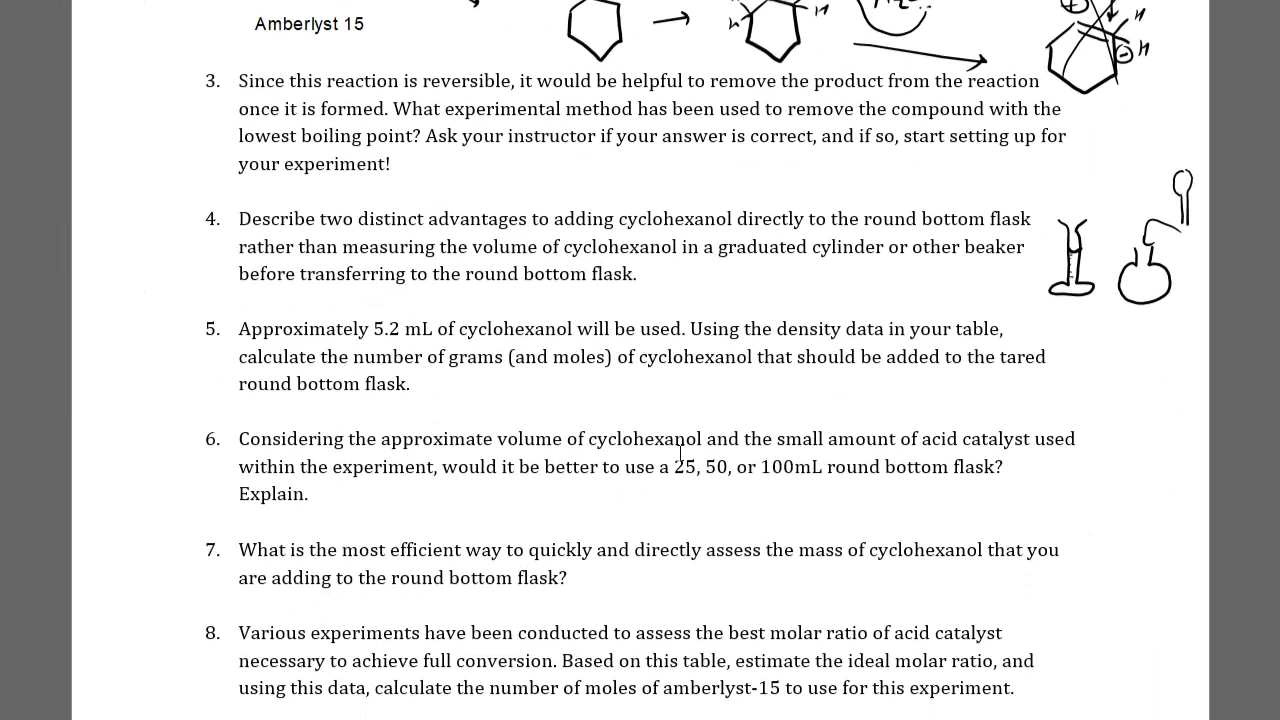 Amberlyst 15
3. Since this reaction is reversible, it would be helpful to remove the product from the reaction
once it is formed. What experimental method has been used to remove the compound with the
lowest boiling point? Ask your instructor if your answer is correct, and if so, start setting up for
your experiment!
4. Describe two distinct advantages to adding cyclohexanol directly to the round bottom flask
rather than measuring the volume of cyclohexanol in a graduated cylinder or other beaker
before transferring to the round bottom flask.
5. Approximately 5.2 mL of cyclohexanol will be used. Using the density data in your table,
calculate the number of grams (and moles) of cyclohexanol that should be added to the tared
round bottom flask.
6. Considering the approximate volume of cyclohexanol and the small amount of acid catalyst used
within the experiment, would it be better to use a 25, 50, or 100mL round bottom flask?
Explain.
7. What is the most efficient way to quickly and directly assess the mass of cyclohexanol that you
are adding to the round bottom flask?
8. Various experiments have been conducted to assess the best molar ratio of acid catalyst
necessary to achieve full conversion. Based on this table, estimate the ideal molar ratio, and
using this data, calculate the number of moles of amberlyst-15 to use for this experiment.